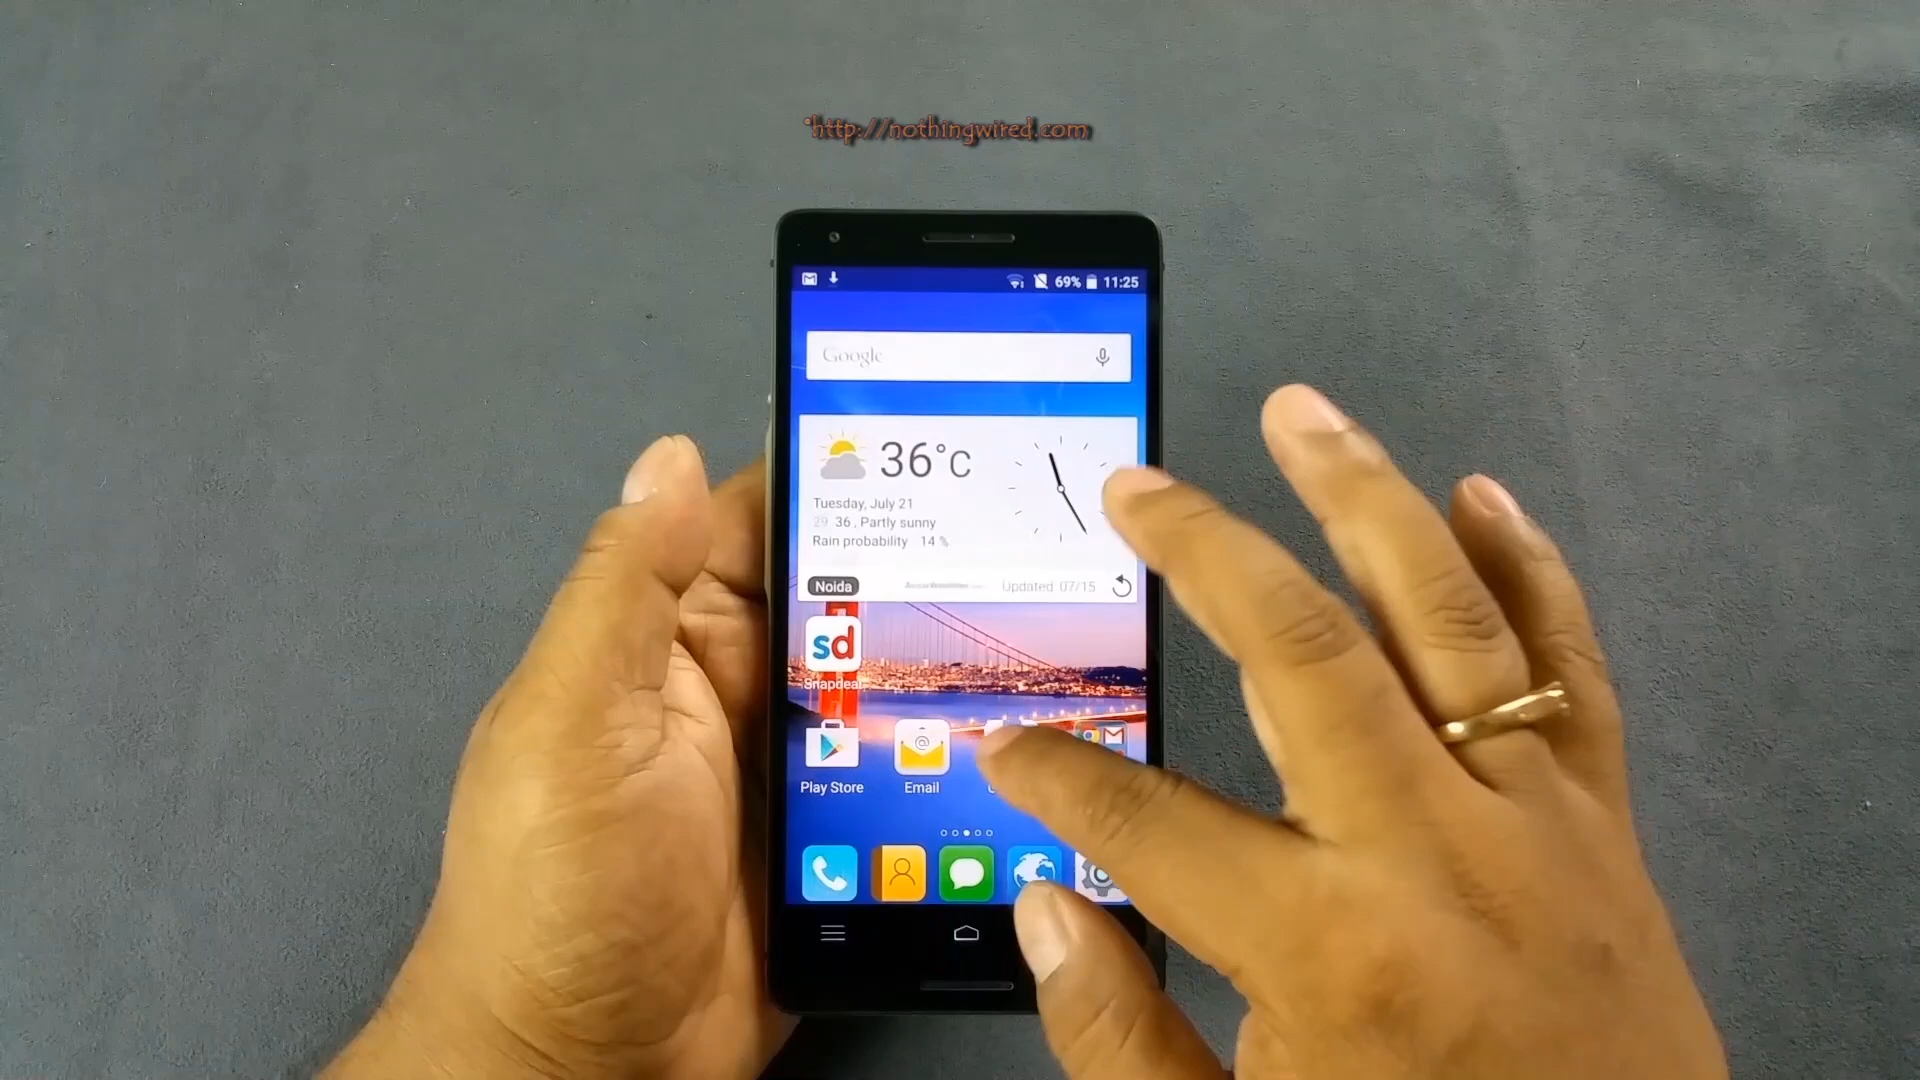 http://nothingwired.com
69% 11:25
Google
36°C
Tuesday, July 21
29 36 , Partly sunny
Rain probability 14 %
Noida Updated 07/15
sd
Snapdeal
Play Store Email